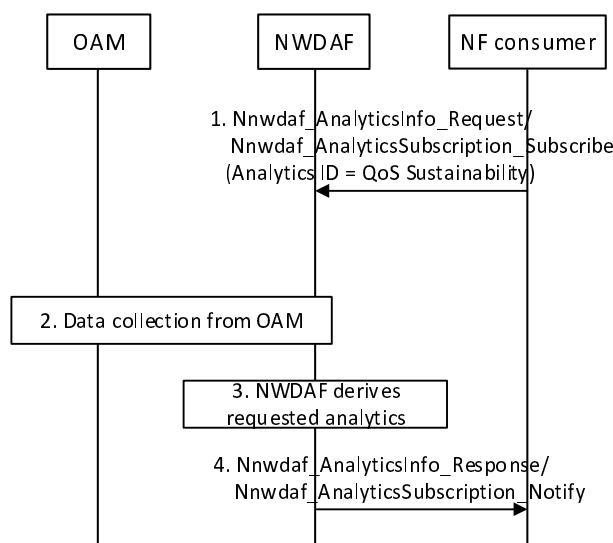 OAM
NWDAF
NF consumer
1. Nnwdaf_AnalyticsInfo_Request/
Nnwdaf_AnalyticsSubscription_Subscribe
(Analytics ID = QoS Sustainability)
2. Data collection from OAM
3. NWDAF derives
requested analytics
4. Nnwdaf_AnalyticsInfo_Response/
Nnwdaf_AnalyticsSubscription_Notify